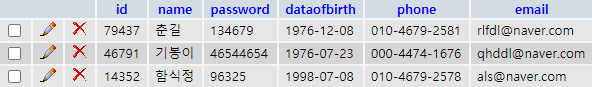 id name password dataofbirth phone email
79437 춘길 134679 1976-12-08 010-4679-2581 rlfdl@naver.com
46791 기봉이 46544654 1976-07-23 000-4474-1676 qhddl@naver.com
14352 함식정 96325 1998-07-08 010-4679-2578 als@naver.com